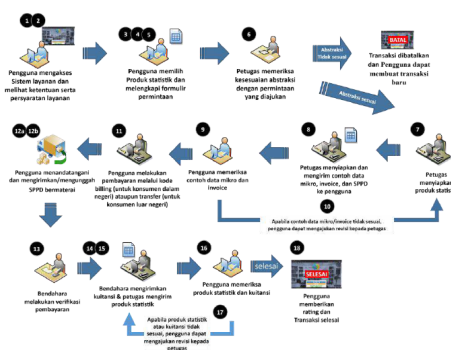 1 2
3 4 5
6
Abstraksi
Tidak sesuai
BATAL
Pengguna mengakses
Sistem layanan dan
melihat ketentuan serta
persyaratan layanan
Pengguna memilih
Produk statistik dan
melengkapi formulir
permintaan
Petugas memeriksa
kesesuaian abstraksi
dengan permintaan
yang diajukan
Transaksi dibatalkan
dan Pengguna dapat
membuat transaksi
baru
Abstraksi sesuai
12a 12b
11
9
8
7
Pengguna menandatangani
dan mengirimkan/mengunggah
SPPD bermaterai
Pengguna melakukan
pembayaran melalui kode
billing (untuk konsumen dalam
negeri) ataupun transfer (untuk
konsumen luar negeri)
Pengguna memeriksa
contoh data mikro dan
invoice
Petugas menyiapkan dan
mengirim contoh data
mikro, invoice, dan SPPD
ke pengguna
Petugas
menyiapkan
produk statistik
10
Apabila contoh data mikro/invoice tidak sesuai,
pengguna dapat mengajukan revisi kepada petugas
13
14 15
16
selesai
18
SELESAI
Bendahara
melakukan verifikasi
pembayaran
Bendahara mengirimkan
kuitansi & petugas mengirim
produk statistik
Pengguna memeriksa
produk statistik dan kuitansi
Pengguna
memberikan
rating dan
Transaksi selesai
17
Apabila produk statistik
atau kuitansi tidak
sesuai, pengguna dapat
mengajukan revisi kepada
petugas